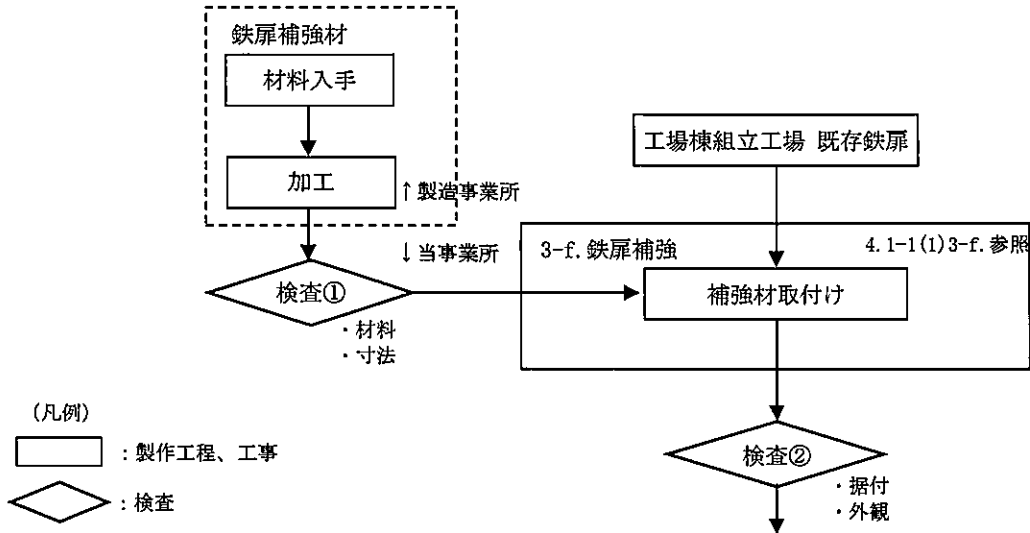 鉄扉補強材
材料入手
加工
↑製造事業所
↓当事業所
検査①
・材料
・寸法
工場棟組立工場 既存鉄扉
3-f.鉄扉補強
4.1-1(1)3-f.参照
補強材取付け
検査②
・据付
・外観
(凡例)
：製作工程、工事
：検査